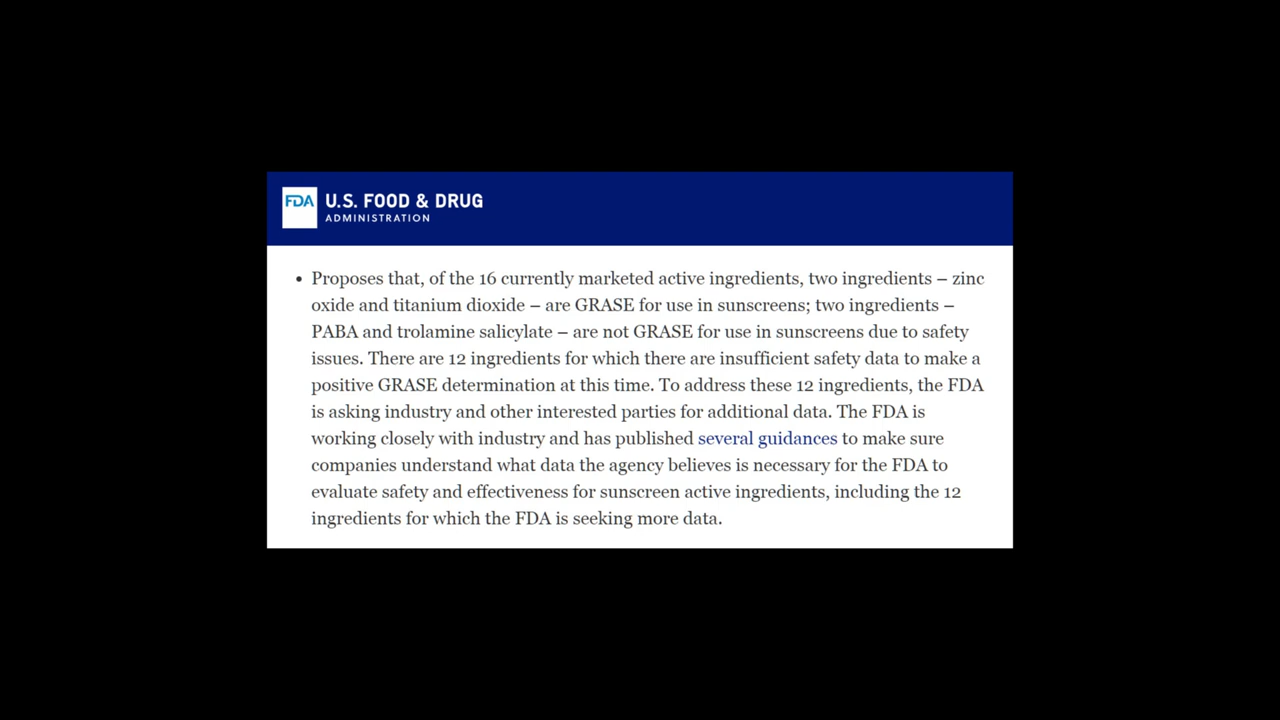 FDA
U.S. FOOD & DRUG
ADMINISTRATION
• Proposes that, of the 16 currently marketed active ingredients, two ingredients – zinc
oxide and titanium dioxide – are GRASE for use in sunscreens; two ingredients –
PABA and trolamine salicylate – are not GRASE for use in sunscreens due to safety
issues. There are 12 ingredients for which there are insufficient safety data to make a
positive GRASE determination at this time. To address these 12 ingredients, the FDA
is asking industry and other interested parties for additional data. The FDA is
working closely with industry and has published several guidances to make sure
companies understand what data the agency believes is necessary for the FDA to
evaluate safety and effectiveness for sunscreen active ingredients, including the 12
ingredients for which the FDA is seeking more data.